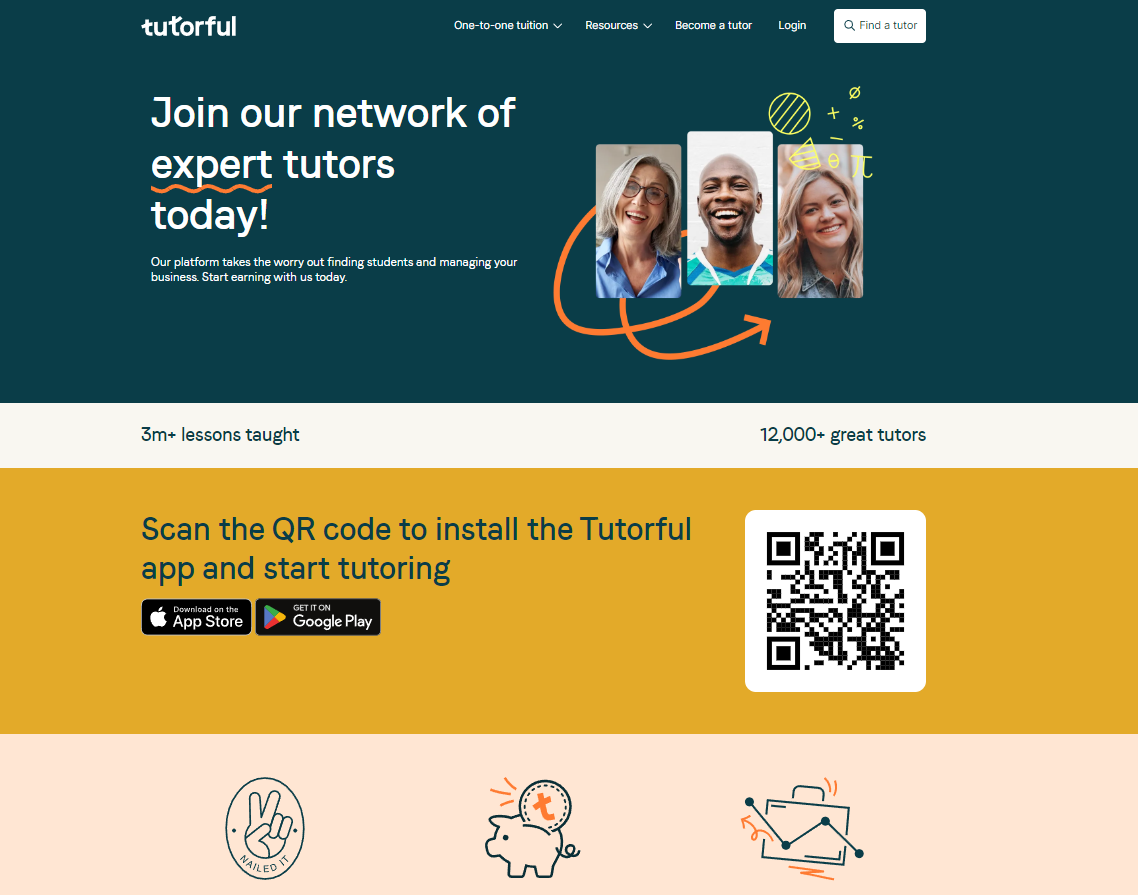 tutorful
One-to-one tuition
Resources
Become a tutor
Login
Find a tutor
Join our network of
expert tutors
today!
Our platform takes the worry out finding students and managing your
business. Start earning with us today.
+
Ø
%
−
θ
π
3m+ lessons taught
12,000+ great tutors
Scan the QR code to install the Tutorful
app and start tutoring
Download on the
App Store
GET IT ON
Google Play
t
NAILED IT